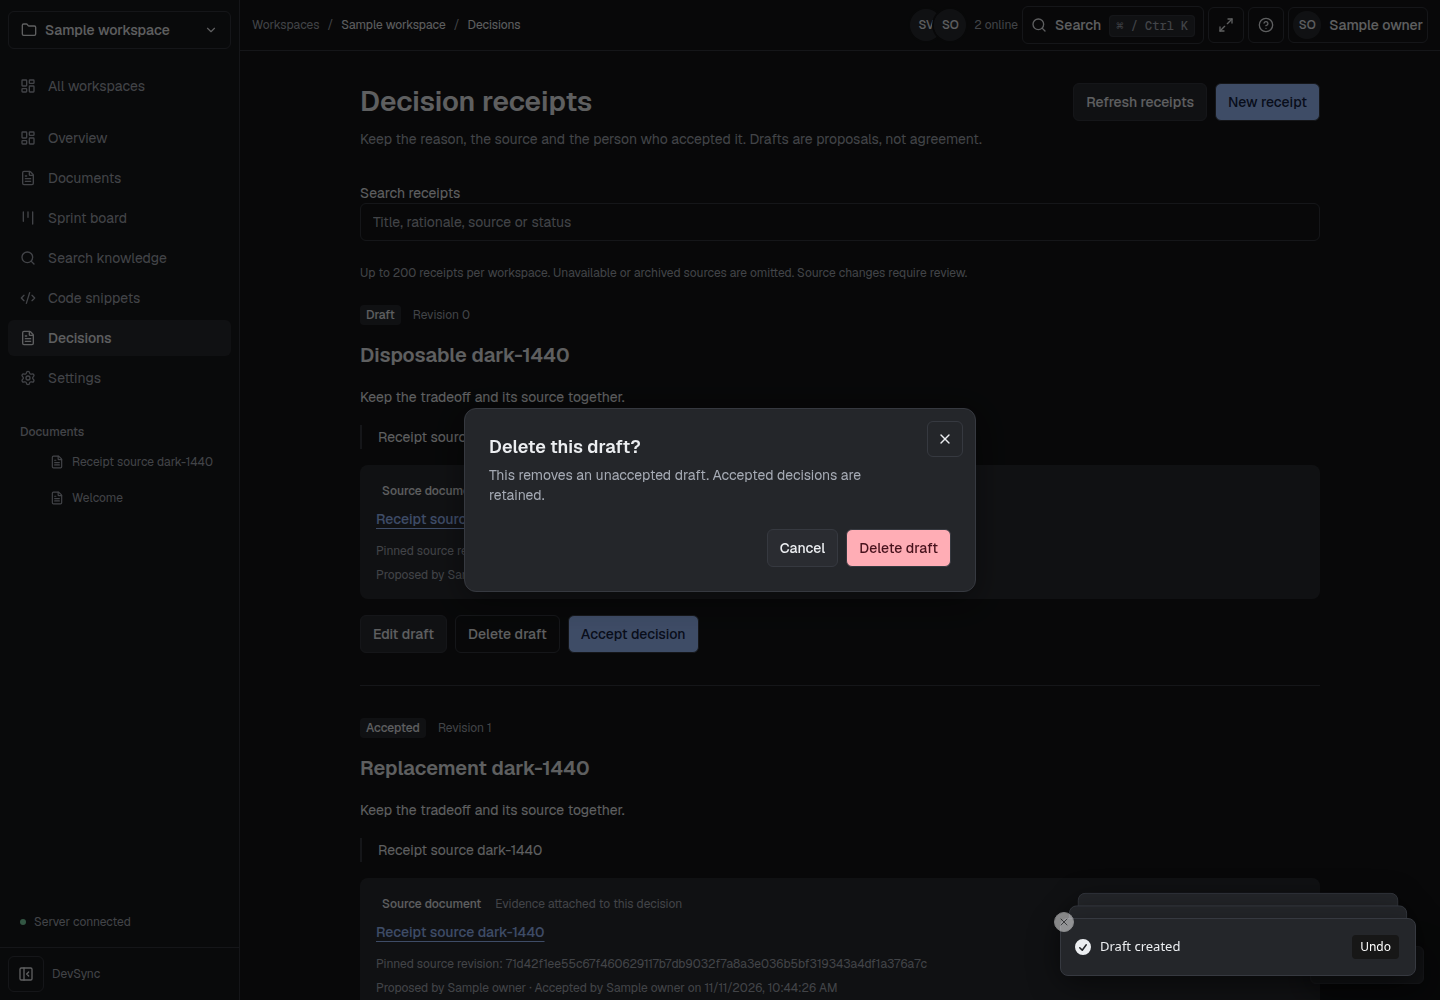 Sample workspace
Workspaces / Sample workspace / Decisions
SV SO 2 online
Search ⌘ / Ctrl K
SO Sample owner
All workspaces
Overview
Documents
Sprint board
Search knowledge
Code snippets
Decisions
Settings
Documents
Receipt source dark-1440
Welcome
Server connected
DevSync
Decision receipts
Refresh receipts
New receipt
Keep the reason, the source and the person who accepted it. Drafts are proposals, not agreement.
Search receipts
Title, rationale, source or status
Up to 200 receipts per workspace. Unavailable or archived sources are omitted. Source changes require review.
Draft Revision 0
Disposable dark-1440
Keep the tradeoff and its source together.
Receipt
Source
Receipt
Pinned source
Proposed by
Delete this draft?
This removes an unaccepted draft. Accepted decisions are
retained.
Cancel
Delete draft
Edit draft
Delete draft
Accept decision
Accepted Revision 1
Replacement dark-1440
Keep the tradeoff and its source together.
Receipt source dark-1440
Source document Evidence attached to this decision
Receipt source dark-1440
Pinned source revision: 71d42f1ee55c67f460629117b7db9032f7a8a3e036b5bf319343a4df1a376a7c
Proposed by Sample owner · Accepted by Sample owner on 11/11/2026, 10:44:26 AM
Draft created
Undo